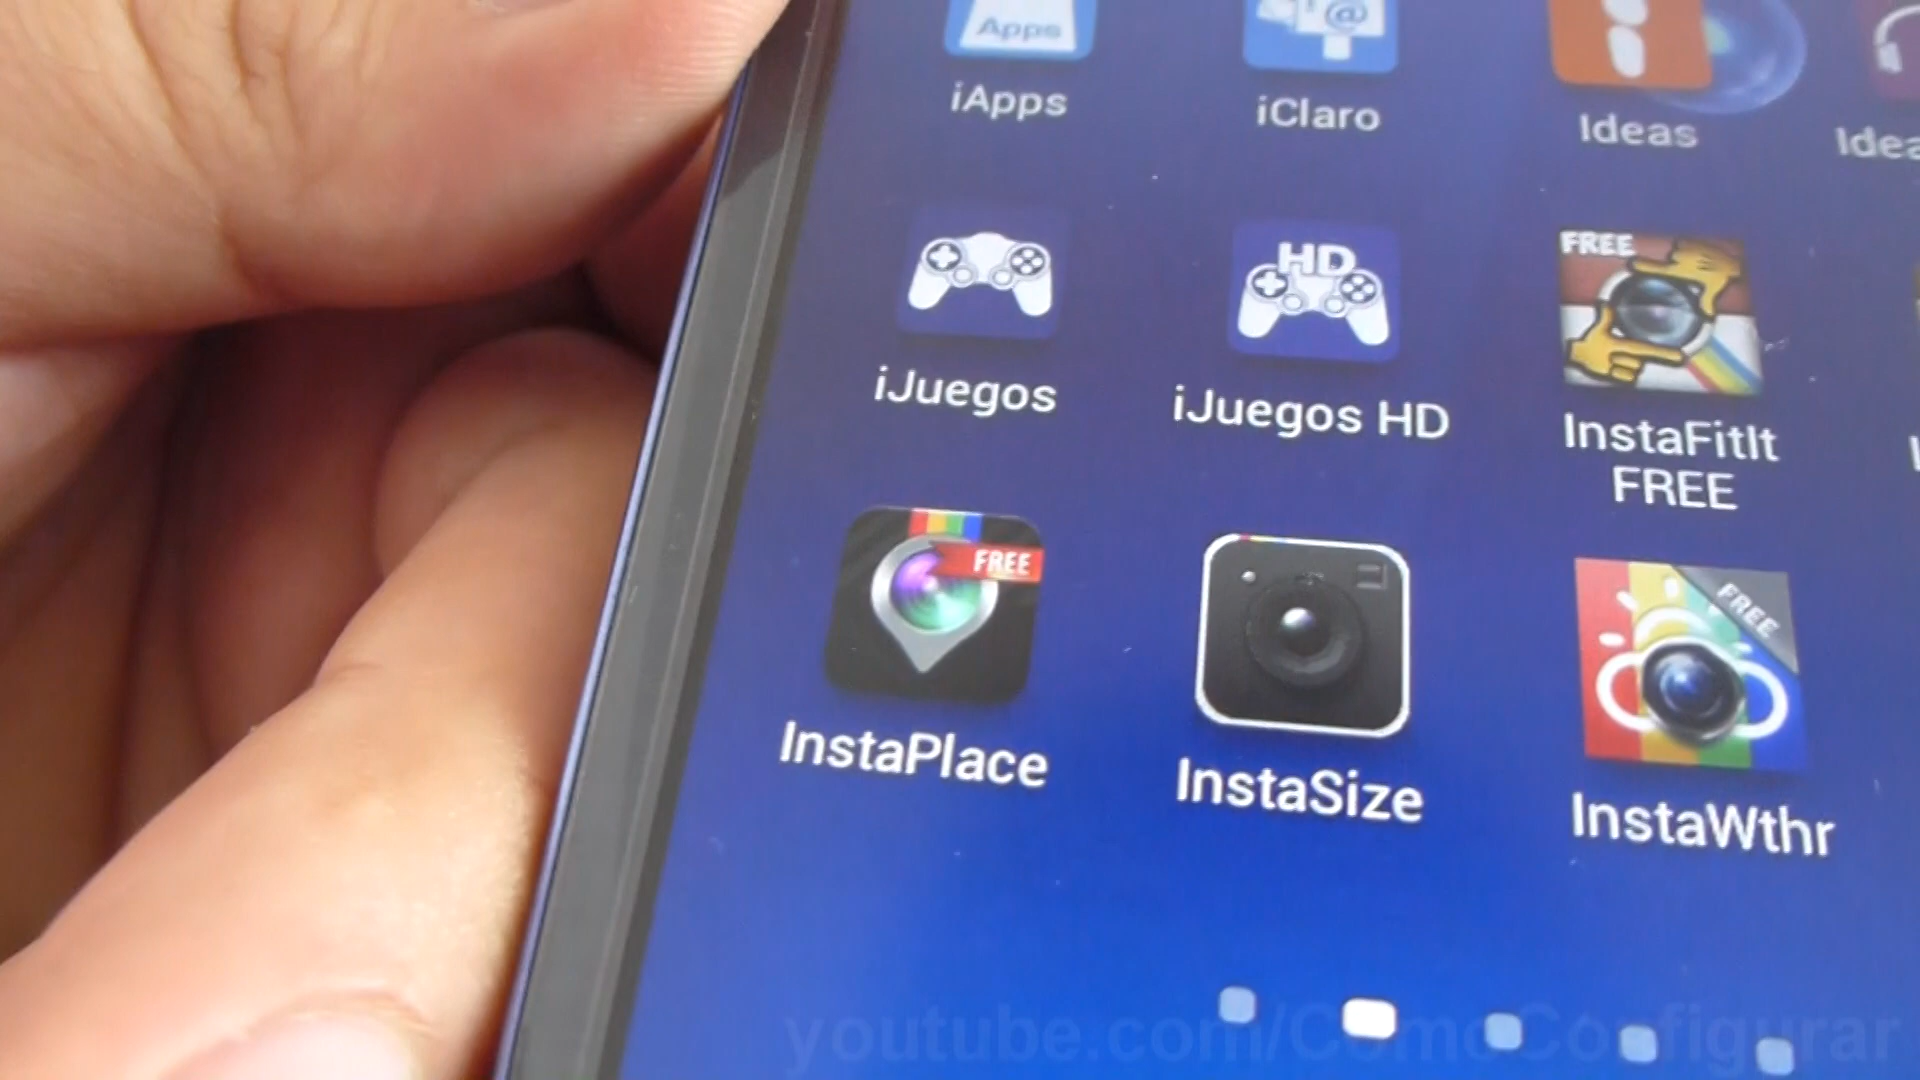 Apps
@
iApps
iClaro
Ideas
HD
FREE
iJuegos
iJuegos HD
InstaFitIt
FREE
FREE
FREE
InstaPlace
InstaSize
InstaWthr
youtube.com/ComoConfigurar